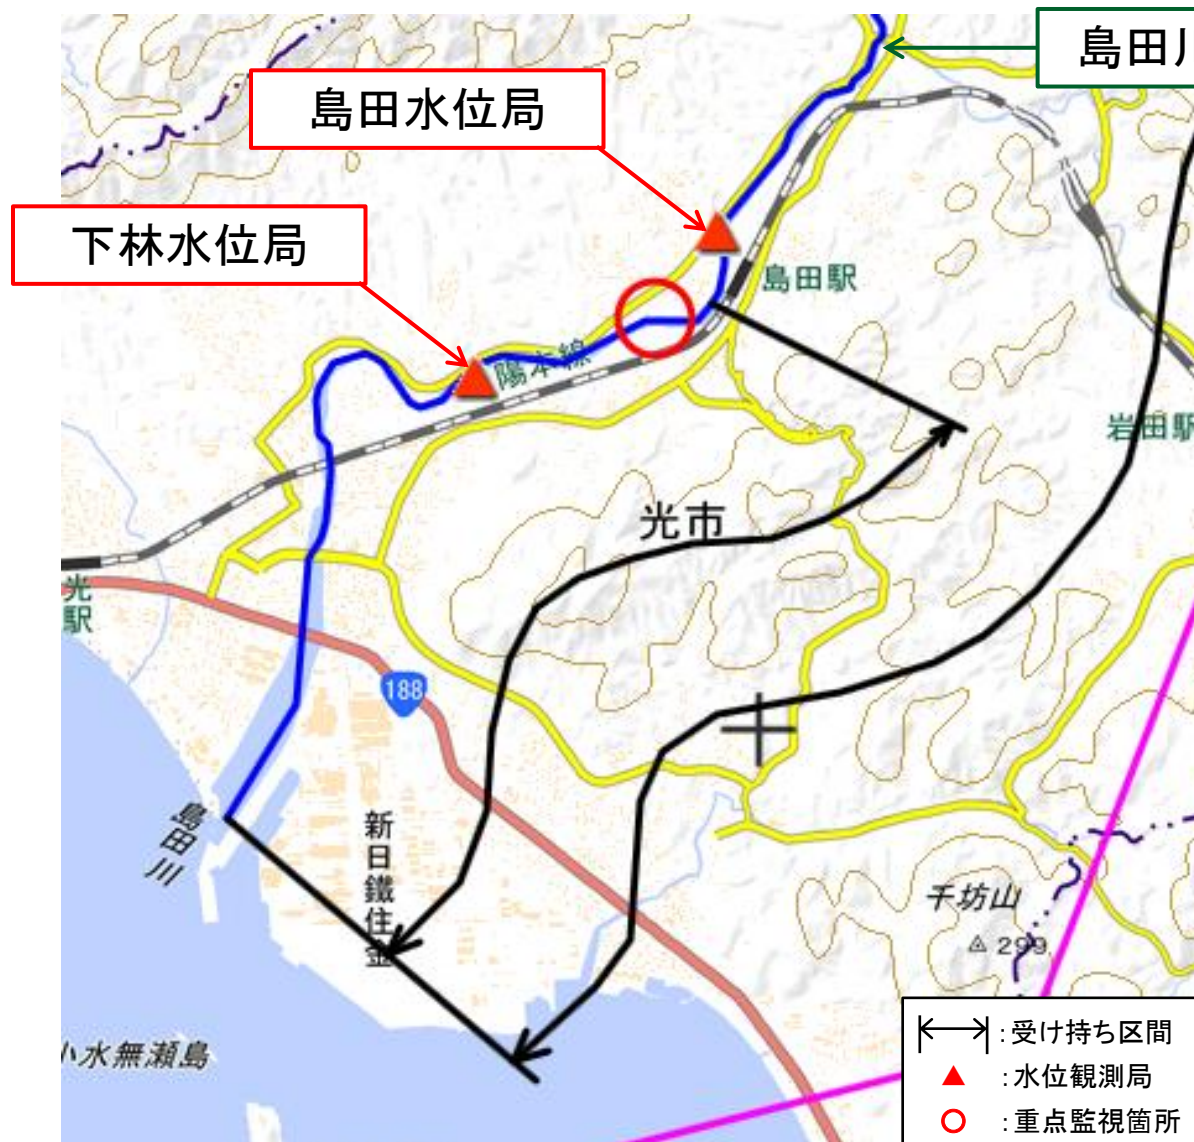 島田川
島田水位局
下林水位局
島田駅
陽本線
岩田駅
光市
光駅
188
島田川
新日鐵住金
千坊山
299
小水無瀬島
:受け持ち区間
:水位観測局
:重点監視箇所